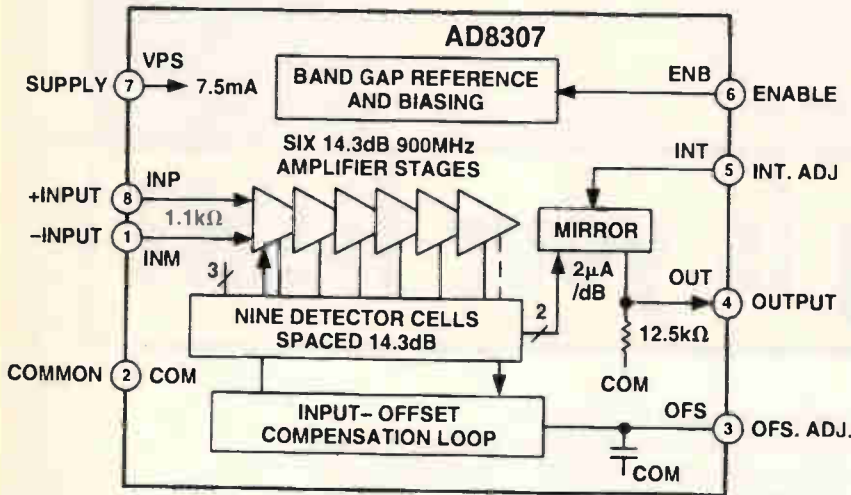 AD8307
VPS
SUPPLY 7
7.5mA
BAND GAP REFERENCE
AND BIASING
ENB
6 ENABLE
SIX 14.3dB 900MHz
AMPLIFIER STAGES
INT
5 INT. ADJ
+INPUT 8 INP
1.1kΩ
–INPUT 1
INM
MIRROR
3
2µA
/dB
OUT
4 OUTPUT
NINE DETECTOR CELLS
SPACED 14.3dB
2
12.5kΩ
COM
COMMON 2 COM
INPUT– OFFSET
COMPENSATION LOOP
OFS
3 OFS. ADJ.
COM